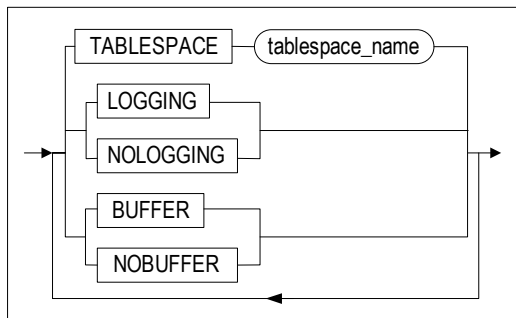 TABLESPACE tablespace_name
LOGGING
NOLOGGING
BUFFER
NOBUFFER